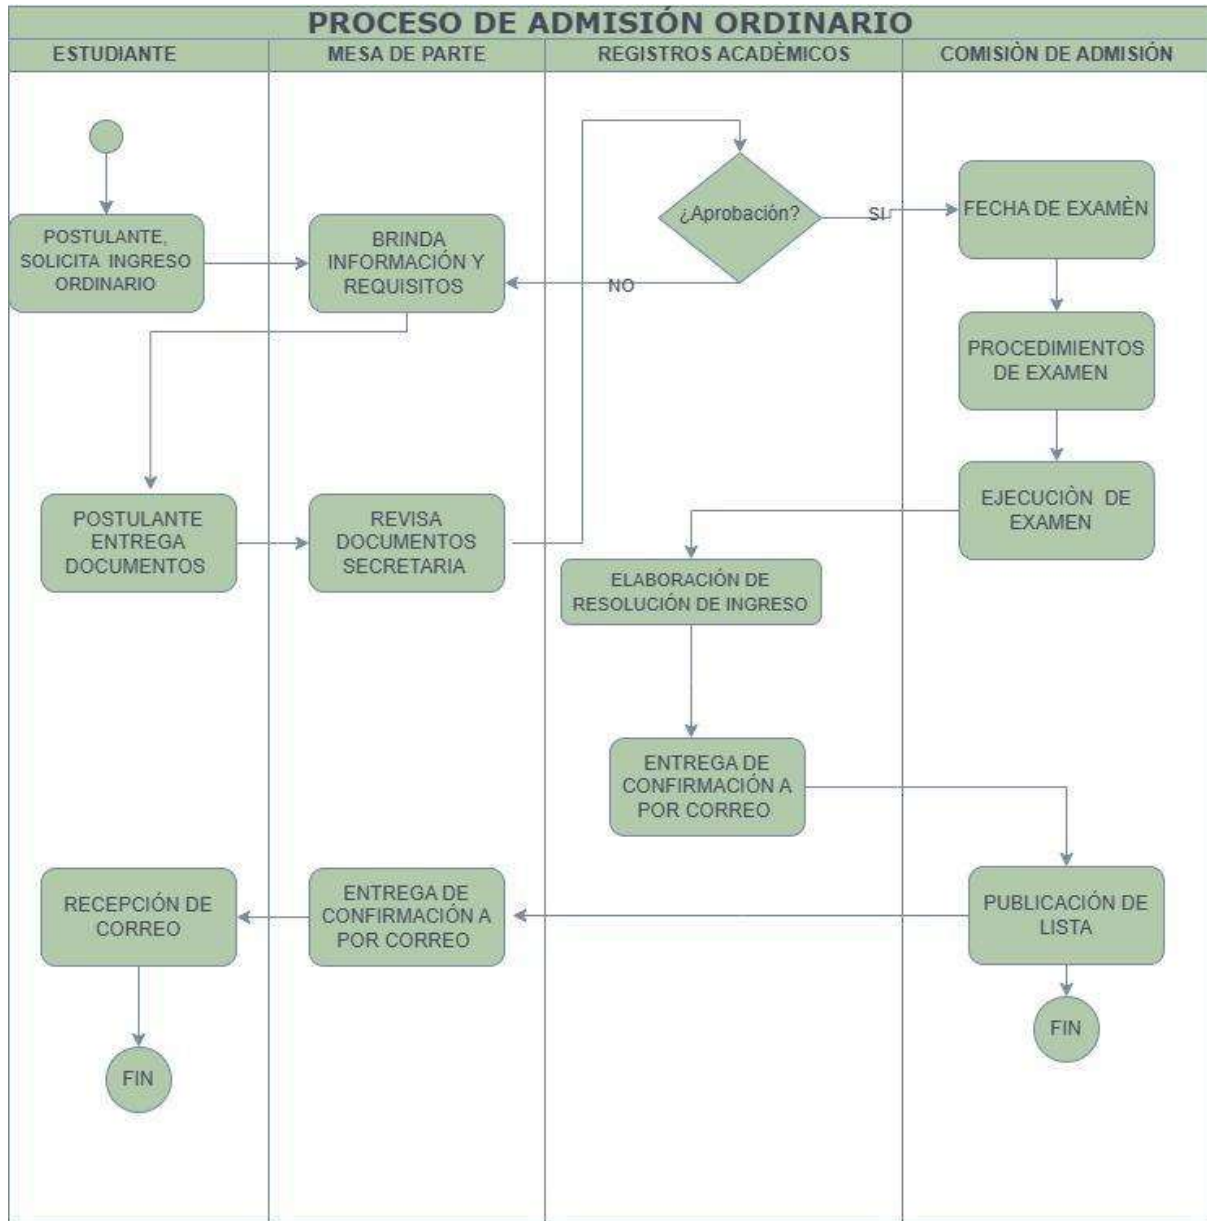 PROCESO DE ADMISIÓN ORDINARIO
ESTUDIANTE
MESA DE PARTE
REGISTROS ACADÈMICOS
COMISIÒN DE ADMISIÓN
¿Aprobación?
SI
NO
FECHA DE EXAMÈN
POSTULANTE,
SOLICITA INGRESO
ORDINARIO
BRINDA
INFORMACIÓN Y
REQUISITOS
PROCEDIMIENTOS
DE EXAMEN
POSTULANTE
ENTREGA
DOCUMENTOS
REVISA
DOCUMENTOS
SECRETARIA
EJECUCIÒN DE
EXAMEN
ELABORACIÓN DE
RESOLUCIÓN DE INGRESO
ENTREGA DE
CONFIRMACIÓN A
POR CORREO
RECEPCIÓN DE
CORREO
ENTREGA DE
CONFIRMACIÓN A
POR CORREO
PUBLICACIÓN DE
LISTA
FIN
FIN